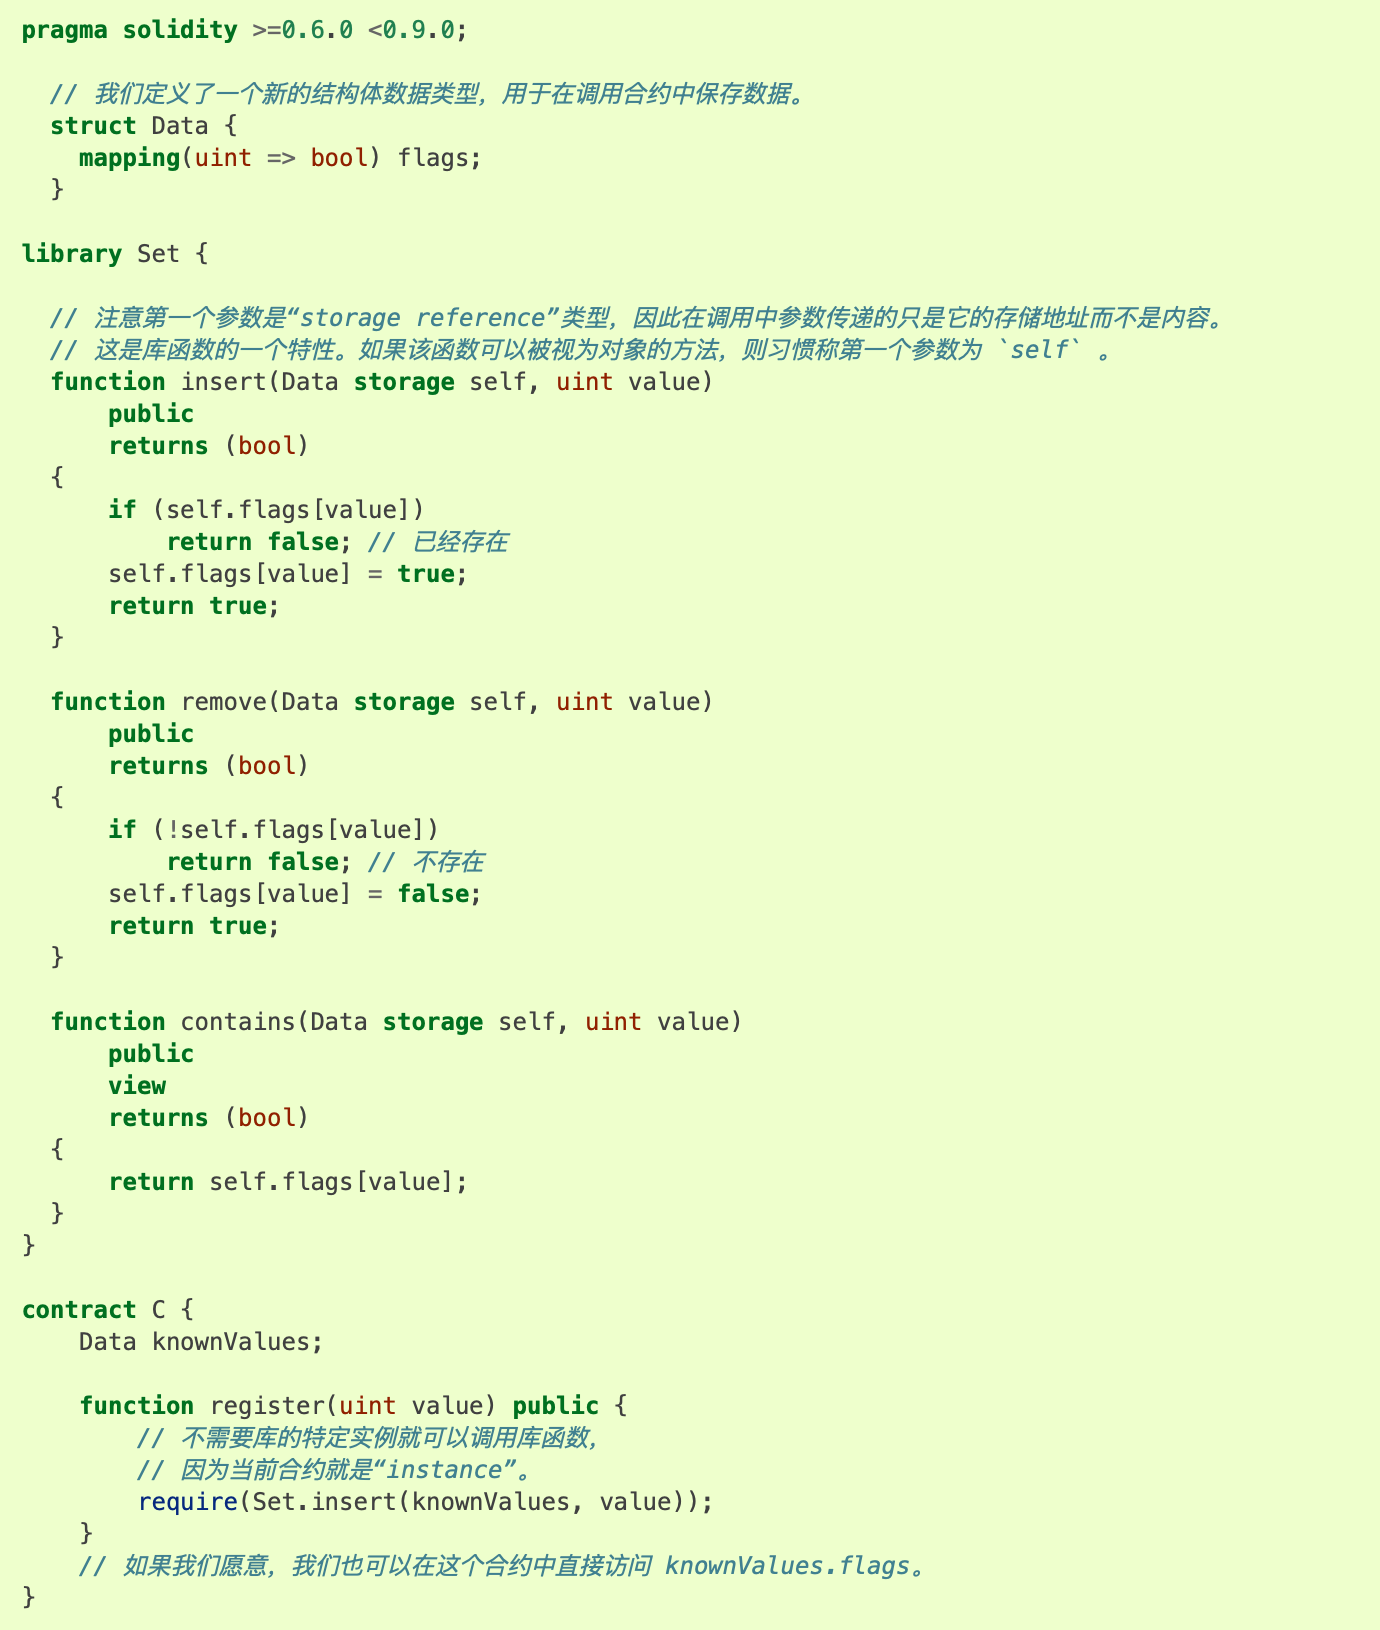 pragma solidity >=0.6.0 <0.9.0;

  // 我们定义了一个新的结构体数据类型，用于在调用合约中保存数据。
  struct Data {
    mapping(uint => bool) flags;
  }

library Set {

  // 注意第一个参数是“storage reference”类型，因此在调用中参数传递的只是它的存储地址而不是内容。
  // 这是库函数的一个特性。如果该函数可以被视为对象的方法，则习惯称第一个参数为 `self` 。
  function insert(Data storage self, uint value)
      public
      returns (bool)
  {
      if (self.flags[value])
          return false; // 已经存在
      self.flags[value] = true;
      return true;
  }

  function remove(Data storage self, uint value)
      public
      returns (bool)
  {
      if (!self.flags[value])
          return false; // 不存在
      self.flags[value] = false;
      return true;
  }

  function contains(Data storage self, uint value)
      public
      view
      returns (bool)
  {
      return self.flags[value];
  }
}

contract C {
    Data knownValues;

    function register(uint value) public {
        // 不需要库的特定实例就可以调用库函数，
        // 因为当前合约就是“instance”。
        require(Set.insert(knownValues, value));
    }
    // 如果我们愿意，我们也可以在这个合约中直接访问 knownValues.flags。
}